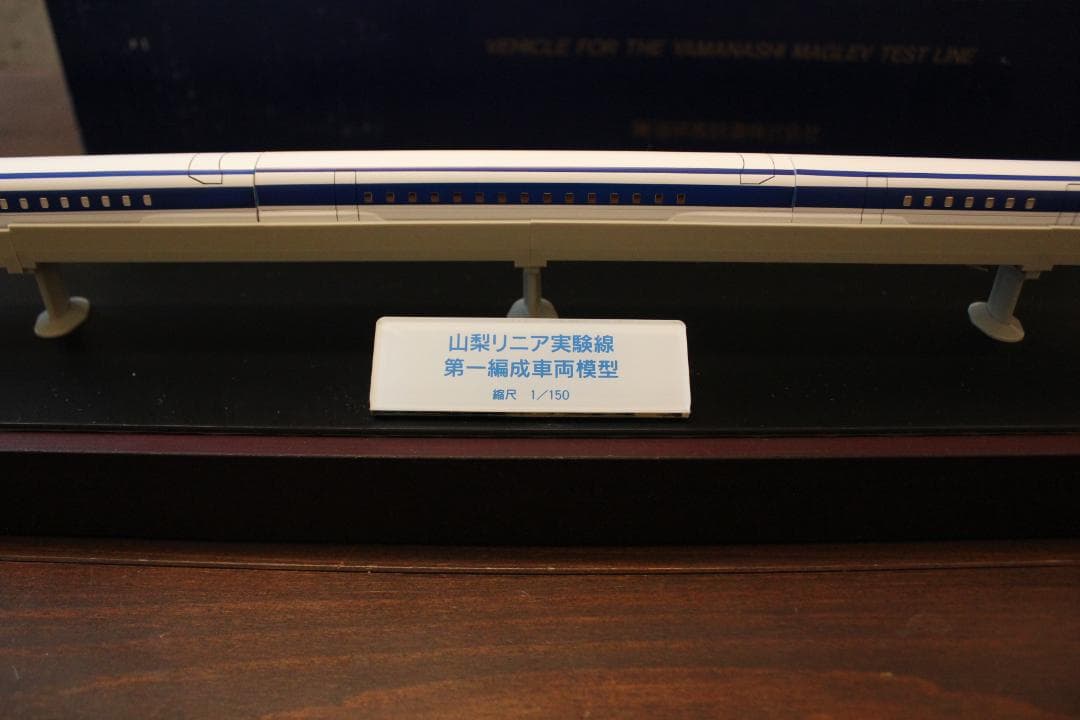 VEHICLE FOR THE YAMANASHI MAGLEV TEST LINE
山梨リニア実験線
第一編成車両模型
縮尺 1/150